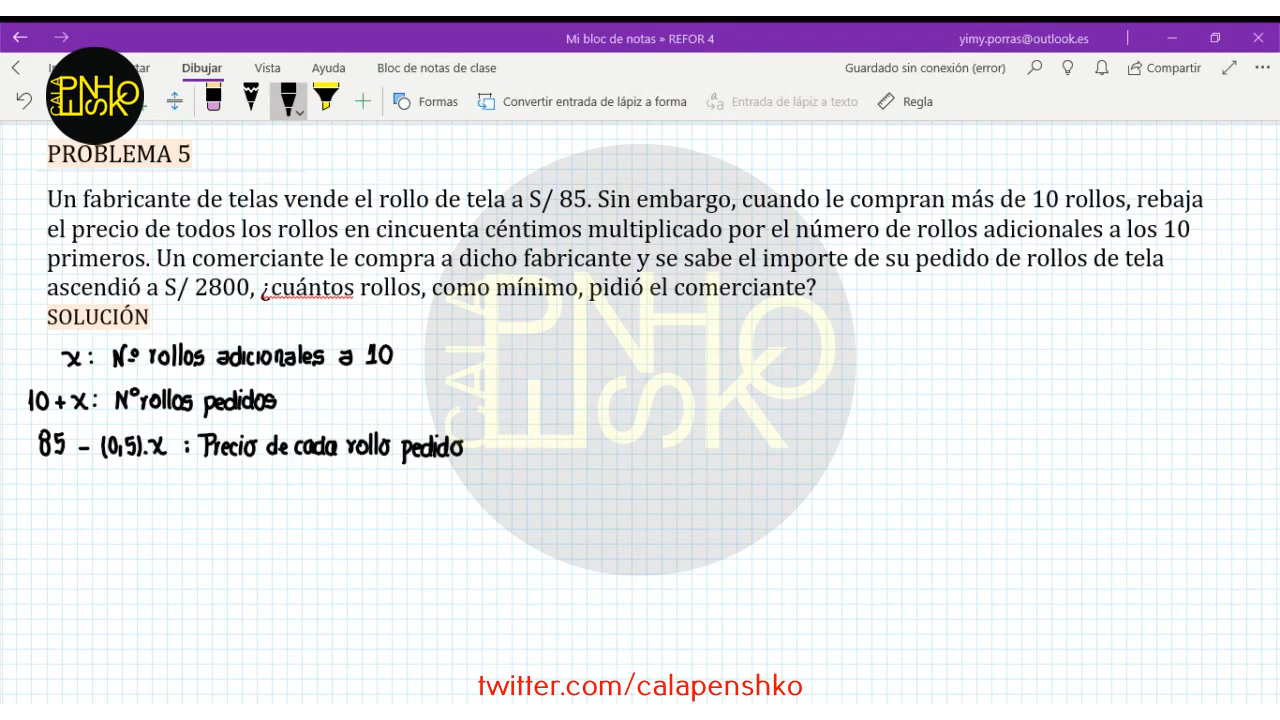 Mi bloc de notas » REFOR 4
yimy.porras@outlook.es
Dibujar Vista Ayuda Bloc de notas de clase
Guardado sin conexión (error) Compartir
Formas Convertir entrada de lápiz a forma Entrada de lápiz a texto Regla
CALA PENSHKO
PROBLEMA 5
Un fabricante de telas vende el rollo de tela a S/ 85. Sin embargo, cuando le compran más de 10 rollos, rebaja
el precio de todos los rollos en cincuenta céntimos multiplicado por el número de rollos adicionales a los 10
primeros. Un comerciante le compra a dicho fabricante y se sabe el importe de su pedido de rollos de tela
ascendió a S/ 2800, ¿cuántos rollos, como mínimo, pidió el comerciante?
SOLUCIÓN
x : Nº rollos adicionales a 10
10 + x : N° rollos pedidos
85 - (0,5).x : Precio de cada rollo pedido
CALA PENSHKO
twitter.com/calapenshko